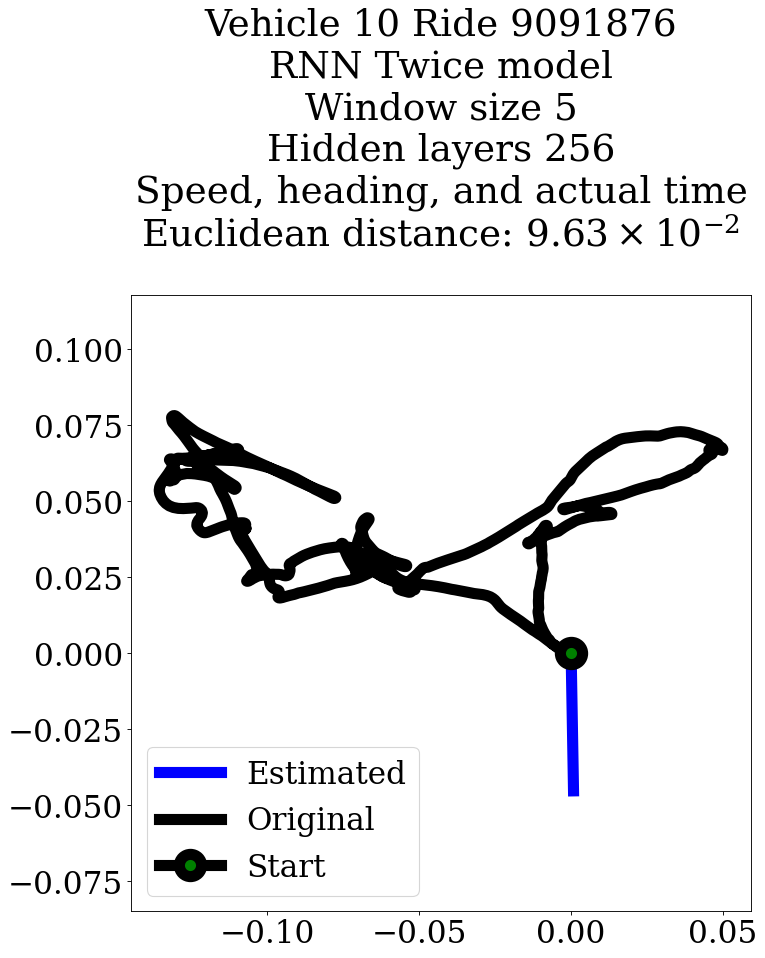 Vehicle 10 Ride 9091876
RNN Twice model
Window size 5
Hidden layers 256
Speed, heading, and actual time
Euclidean distance: 9.63 × 10⁻²
0.100
0.075
0.050
0.025
0.000
−0.025
−0.050
−0.075
Estimated
Original
Start
−0.10
−0.05
0.00
0.05